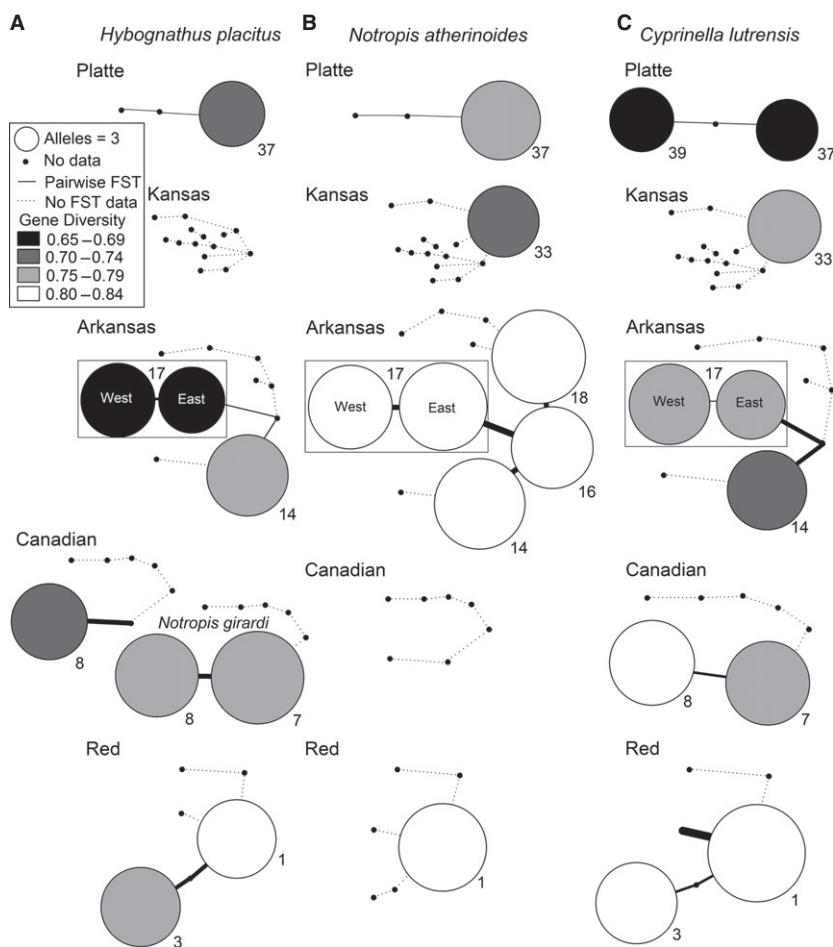 A
Hybognathus placitus
B
Notropis atherinoides
C
Cyprinella lutrensis
Platte
37
Platte
37
Platte
39
37
Alleles = 3
No data
Pairwise FST
No FST data
Gene Diversity
0.65–0.69
0.70–0.74
0.75–0.79
0.80–0.84
Kansas
Kansas
33
Kansas
33
Arkansas
17
West
East
14
Arkansas
17
West
East
18
16
14
Arkansas
17
West
East
14
Canadian
8
Notropis girardi
8
7
Canadian
Canadian
8
7
Red
1
3
Red
1
Red
1
3